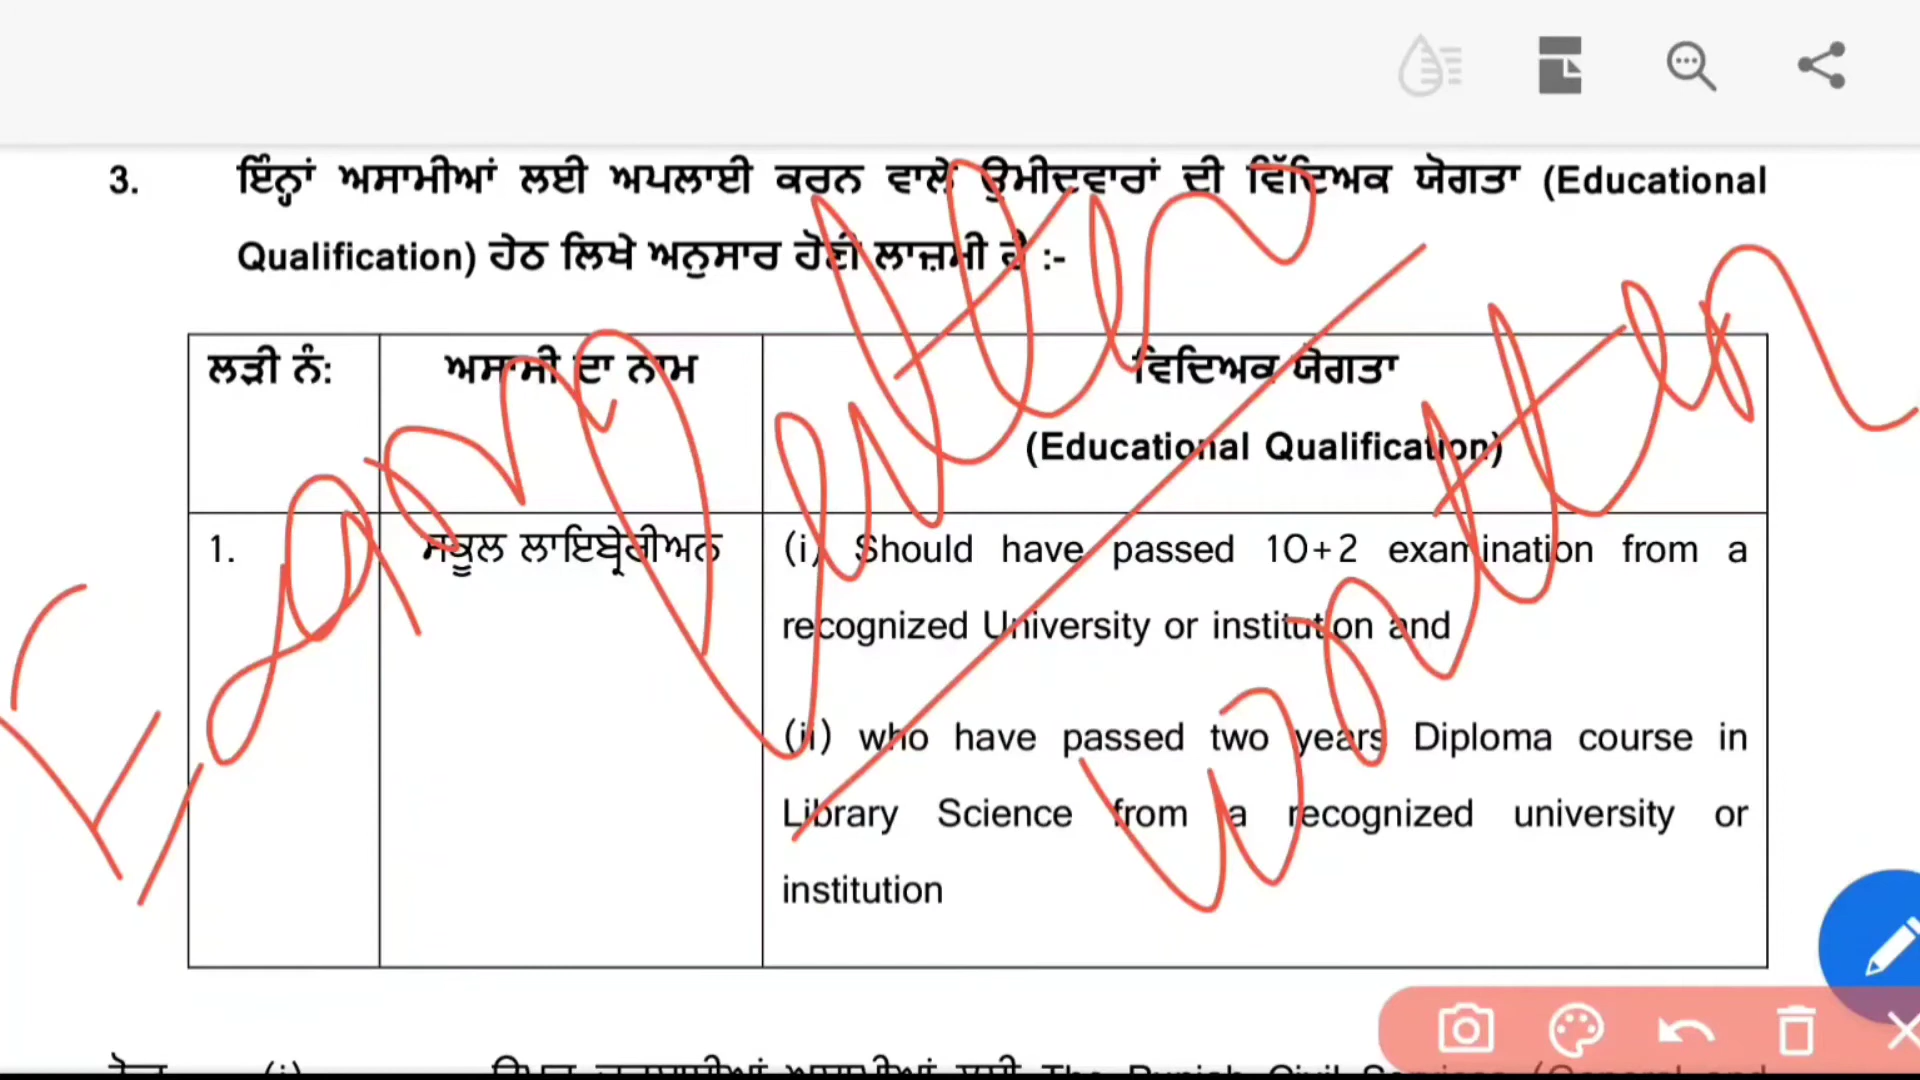 3. ਇੰਨ੍ਹਾਂ ਅਸਾਮੀਆਂ ਲਈ ਅਪਲਾਈ ਕਰਨ ਵਾਲੇ ਉਮੀਦਵਾਰਾਂ ਦੀ ਵਿੱਦਿਅਕ ਯੋਗਤਾ (Educational
Qualification) ਹੇਠ ਲਿਖੇ ਅਨੁਸਾਰ ਹੋਣੀ ਲਾਜ਼ਮੀ ਹੈ :-
ਲੜੀ ਨੰ: ਅਸਾਮੀ ਦਾ ਨਾਮ ਵਿਦਿਅਕ ਯੋਗਤਾ
(Educational Qualification)
1. ਸਕੂਲ ਲਾਇਬ੍ਰੇਰੀਅਨ (i) Should have passed 10+2 examination from a
recognized University or institution and
(ii) who have passed two years Diploma course in
Library Science from a recognized university or
institution